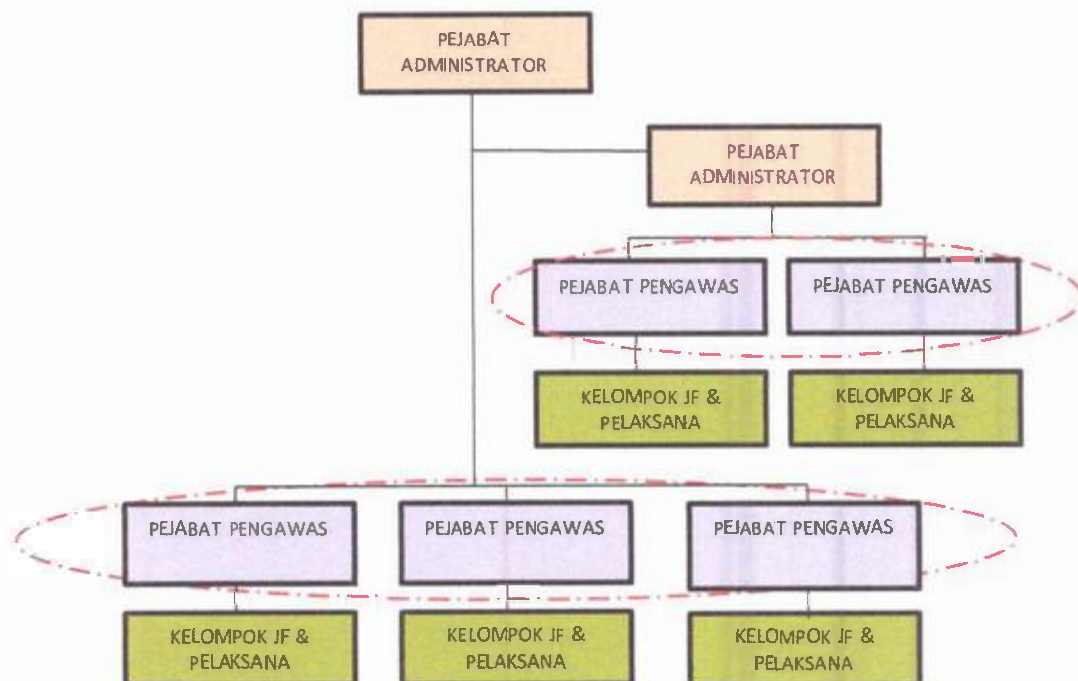 PEJABAT
ADMINISTRATOR
PEJABAT
ADMINISTRATOR
PEJABAT PENGAWAS
PEJABAT PENGAWAS
KELOMPOK JF &
PELAKSANA
KELOMPOK JF &
PELAKSANA
PEJABAT PENGAWAS
PEJABAT PENGAWAS
PEJABAT PENGAWAS
KELOMPOK JF &
PELAKSANA
KELOMPOK JF &
PELAKSANA
KELOMPOK JF &
PELAKSANA